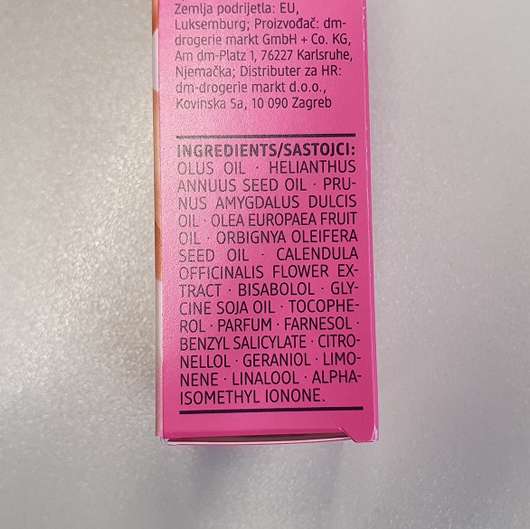 Zemlja podrijetla: EU,
Luksemburg; Proizvođač: dm-
drogerie markt GmbH + Co. KG,
Am dm-Platz 1, 76227 Karlsruhe,
Njemačka; Distributer za HR:
dm-drogerie markt d.o.o.,
Kovinska 5a, 10 090 Zagreb
INGREDIENTS/SASTOJCI:
OLUS OIL · HELIANTHUS
ANNUUS SEED OIL · PRU-
NUS AMYGDALUS DULCIS
OIL · OLEA EUROPAEA FRUIT
OIL · ORBIGNYA OLEIFERA
SEED OIL · CALENDULA
OFFICINALIS FLOWER EX-
TRACT · BISABOLOL · GLY-
CINE SOJA OIL · TOCOPHE-
ROL · PARFUM · FARNESOL ·
BENZYL SALICYLATE · CITRO-
NELLOL · GERANIOL · LIMO-
NENE · LINALOOL · ALPHA-
ISOMETHYL IONONE.